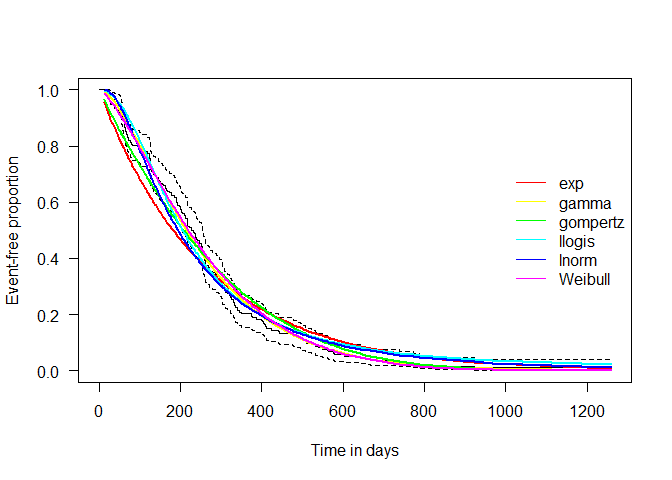 Event-free proportion
1.0
0.8
0.6
0.4
0.2
0.0
exp
gamma
gompertz
llogis
lnorm
Weibull
0 200 400 600 800 1000 1200
Time in days